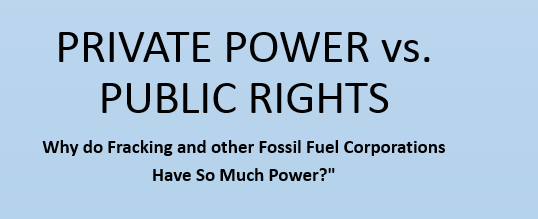 PRIVATE POWER vs.
PUBLIC RIGHTS
Why do Fracking and other Fossil Fuel Corporations
Have So Much Power?"